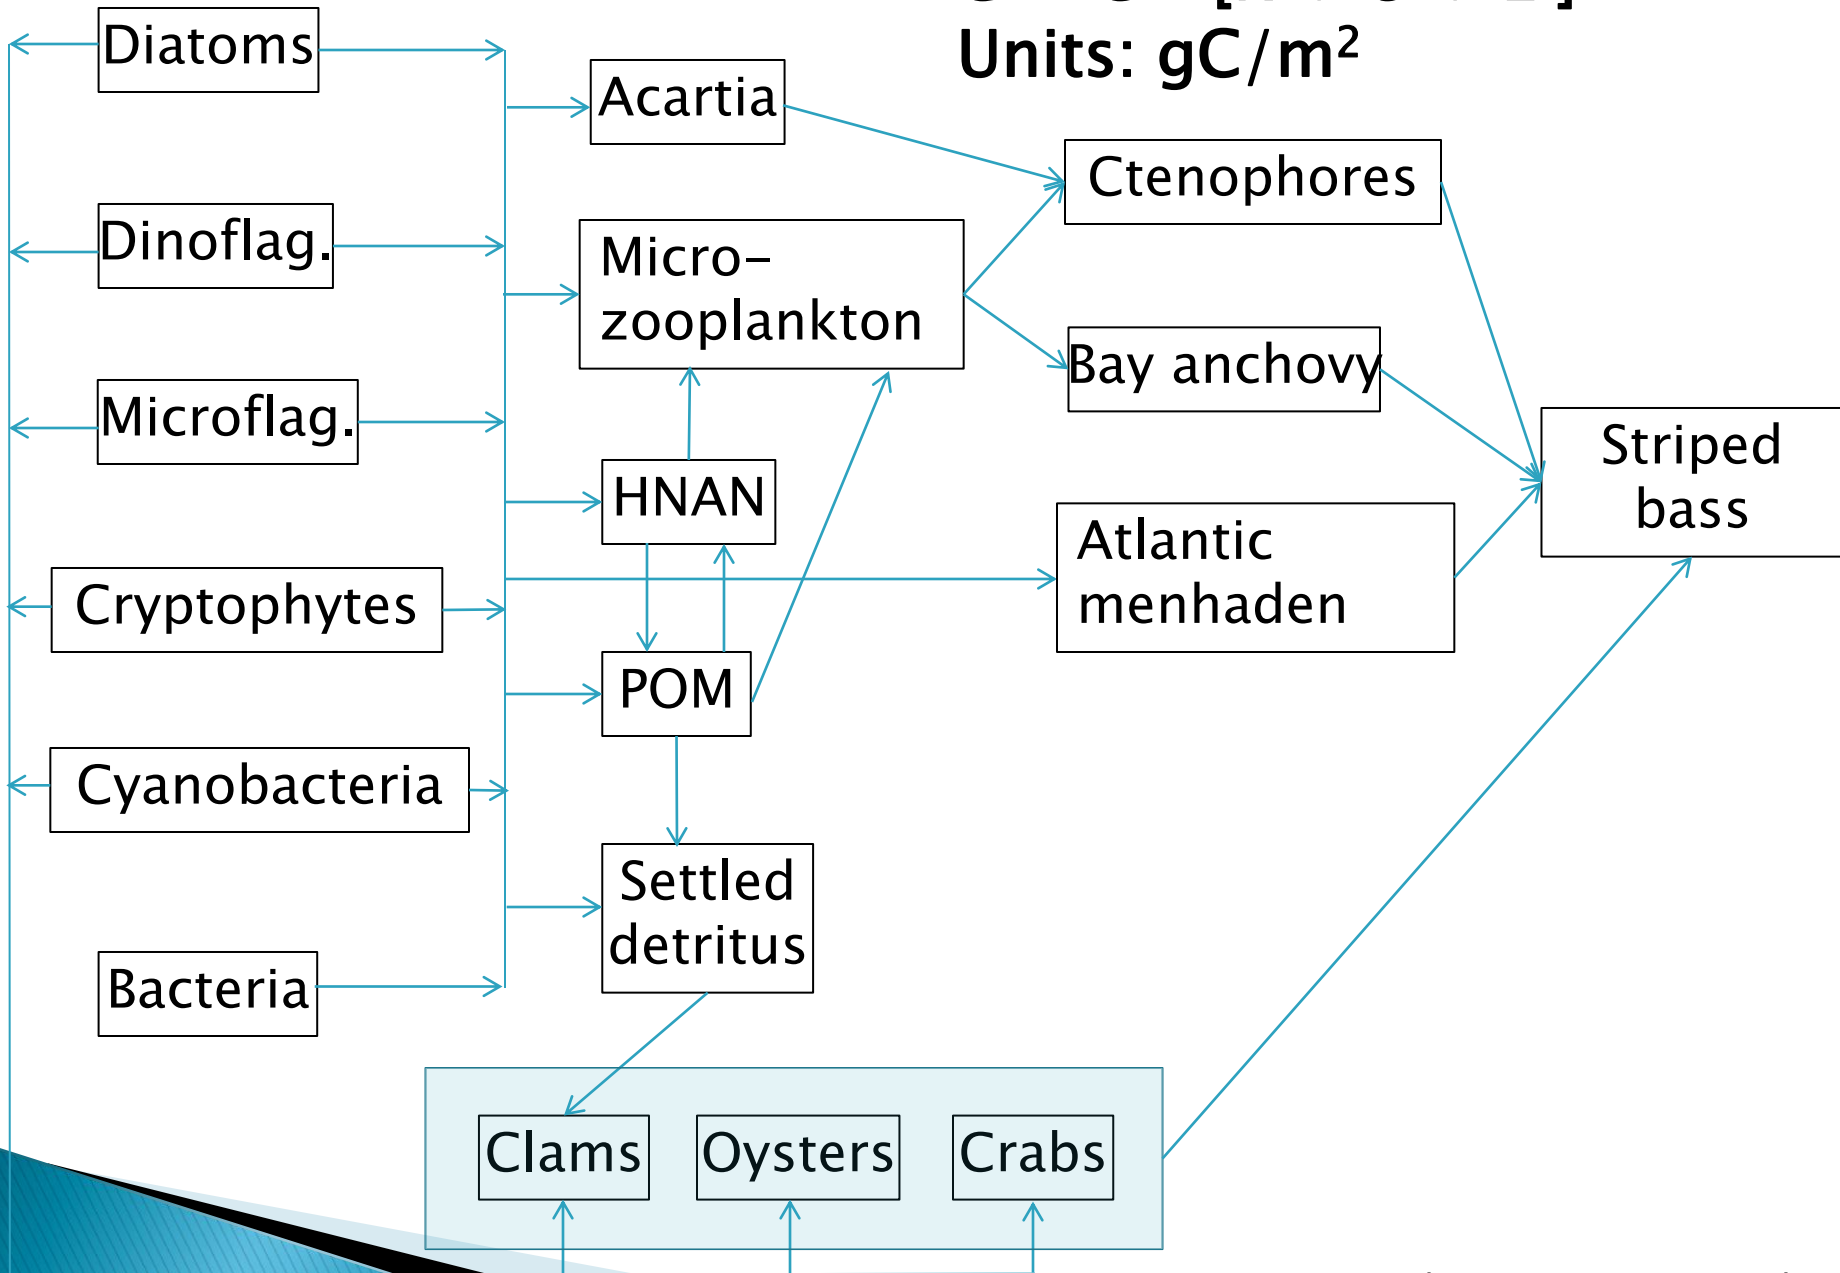 Units: gC/m²
Diatoms
Acartia
Ctenophores
Dinoflag.
Micro-
zooplankton
Bay anchovy
Microflag.
Striped
bass
HNAN
Atlantic
menhaden
Cryptophytes
POM
Cyanobacteria
Settled
detritus
Bacteria
Clams
Oysters
Crabs